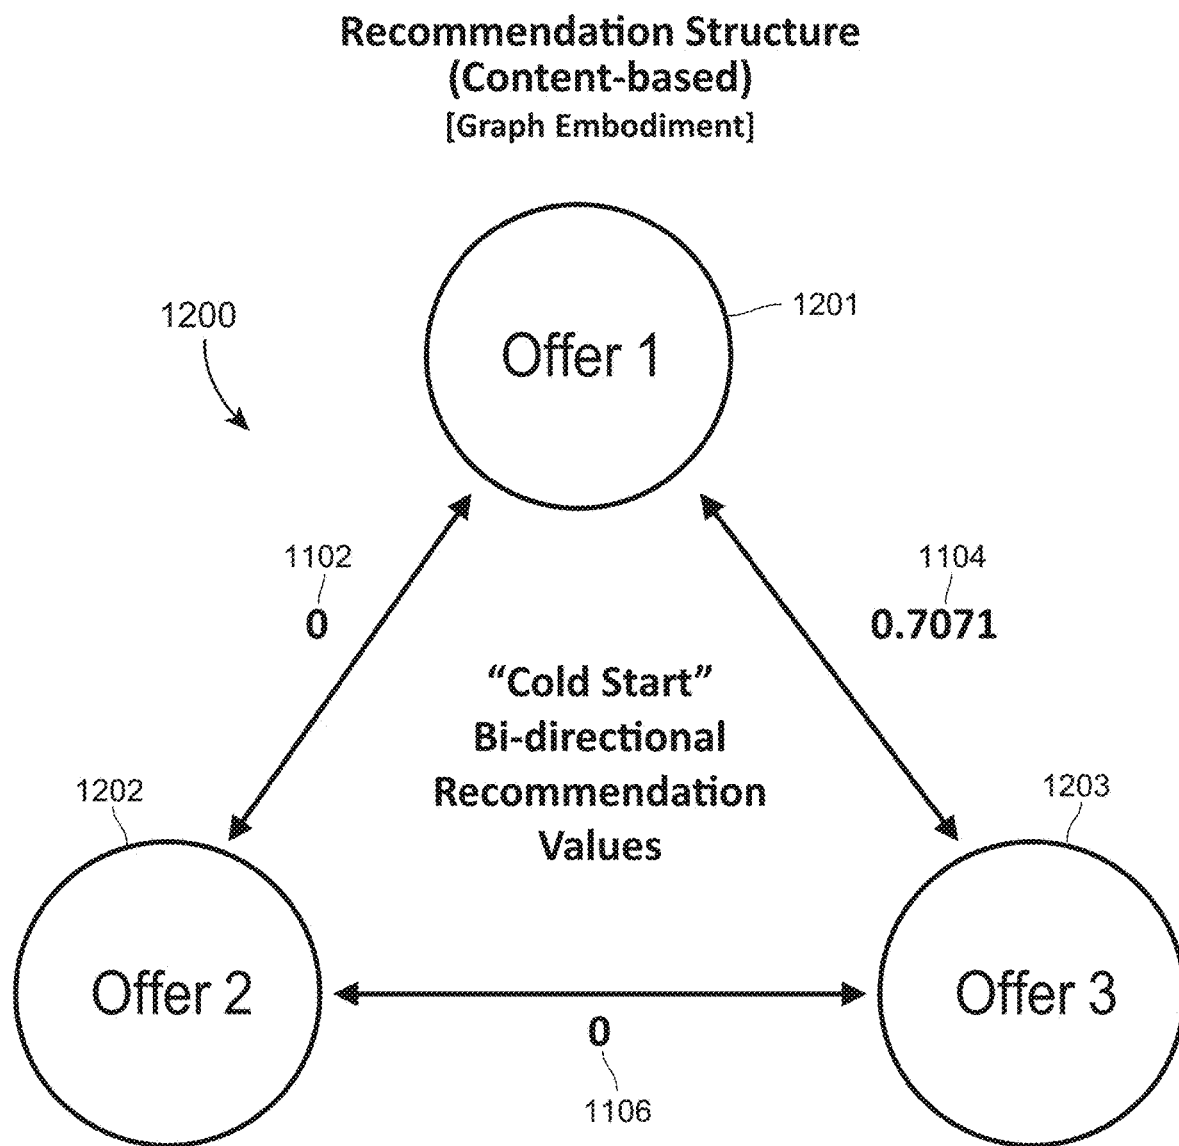 Recommendation Structure
(Content-based)
[Graph Embodiment]
1200
Offer 1
1201
1102
0
1104
0.7071
“Cold Start”
Bi-directional
Recommendation
Values
1202
Offer 2
1203
Offer 3
0
1106